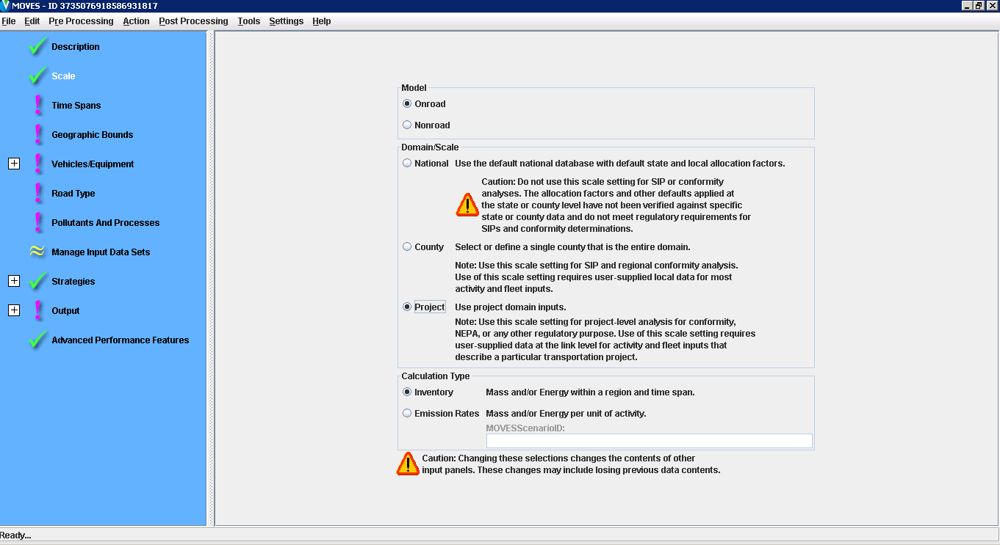 MOVES - ID 3735076918586931817
File Edit Pre Processing Action Post Processing Tools Settings Help
Description
Scale
Time Spans
Geographic Bounds
Vehicles/Equipment
Road Type
Pollutants And Processes
Manage Input Data Sets
Strategies
Output
Advanced Performance Features
Model
Onroad
Nonroad
Domain/Scale
National Use the default national database with default state and local allocation factors.
Caution: Do not use this scale setting for SIP or conformity
analyses. The allocation factors and other defaults applied at
the state or county level have not been verified against specific
state or county data and do not meet regulatory requirements for
SIPs and conformity determinations.
County Select or define a single county that is the entire domain.
Note: Use this scale setting for SIP and regional conformity analysis.
Use of this scale setting requires user-supplied local data for most
activity and fleet inputs.
Project Use project domain inputs.
Note: Use this scale setting for project-level analysis for conformity,
NEPA, or any other regulatory purpose. Use of this scale setting requires
user-supplied data at the link level for activity and fleet inputs that
describe a particular transportation project.
Calculation Type
Inventory Mass and/or Energy within a region and time span.
Emission Rates Mass and/or Energy per unit of activity.
MOVESScenarioID:
Caution: Changing these selections changes the contents of other
input panels. These changes may include losing previous data contents.
Ready...